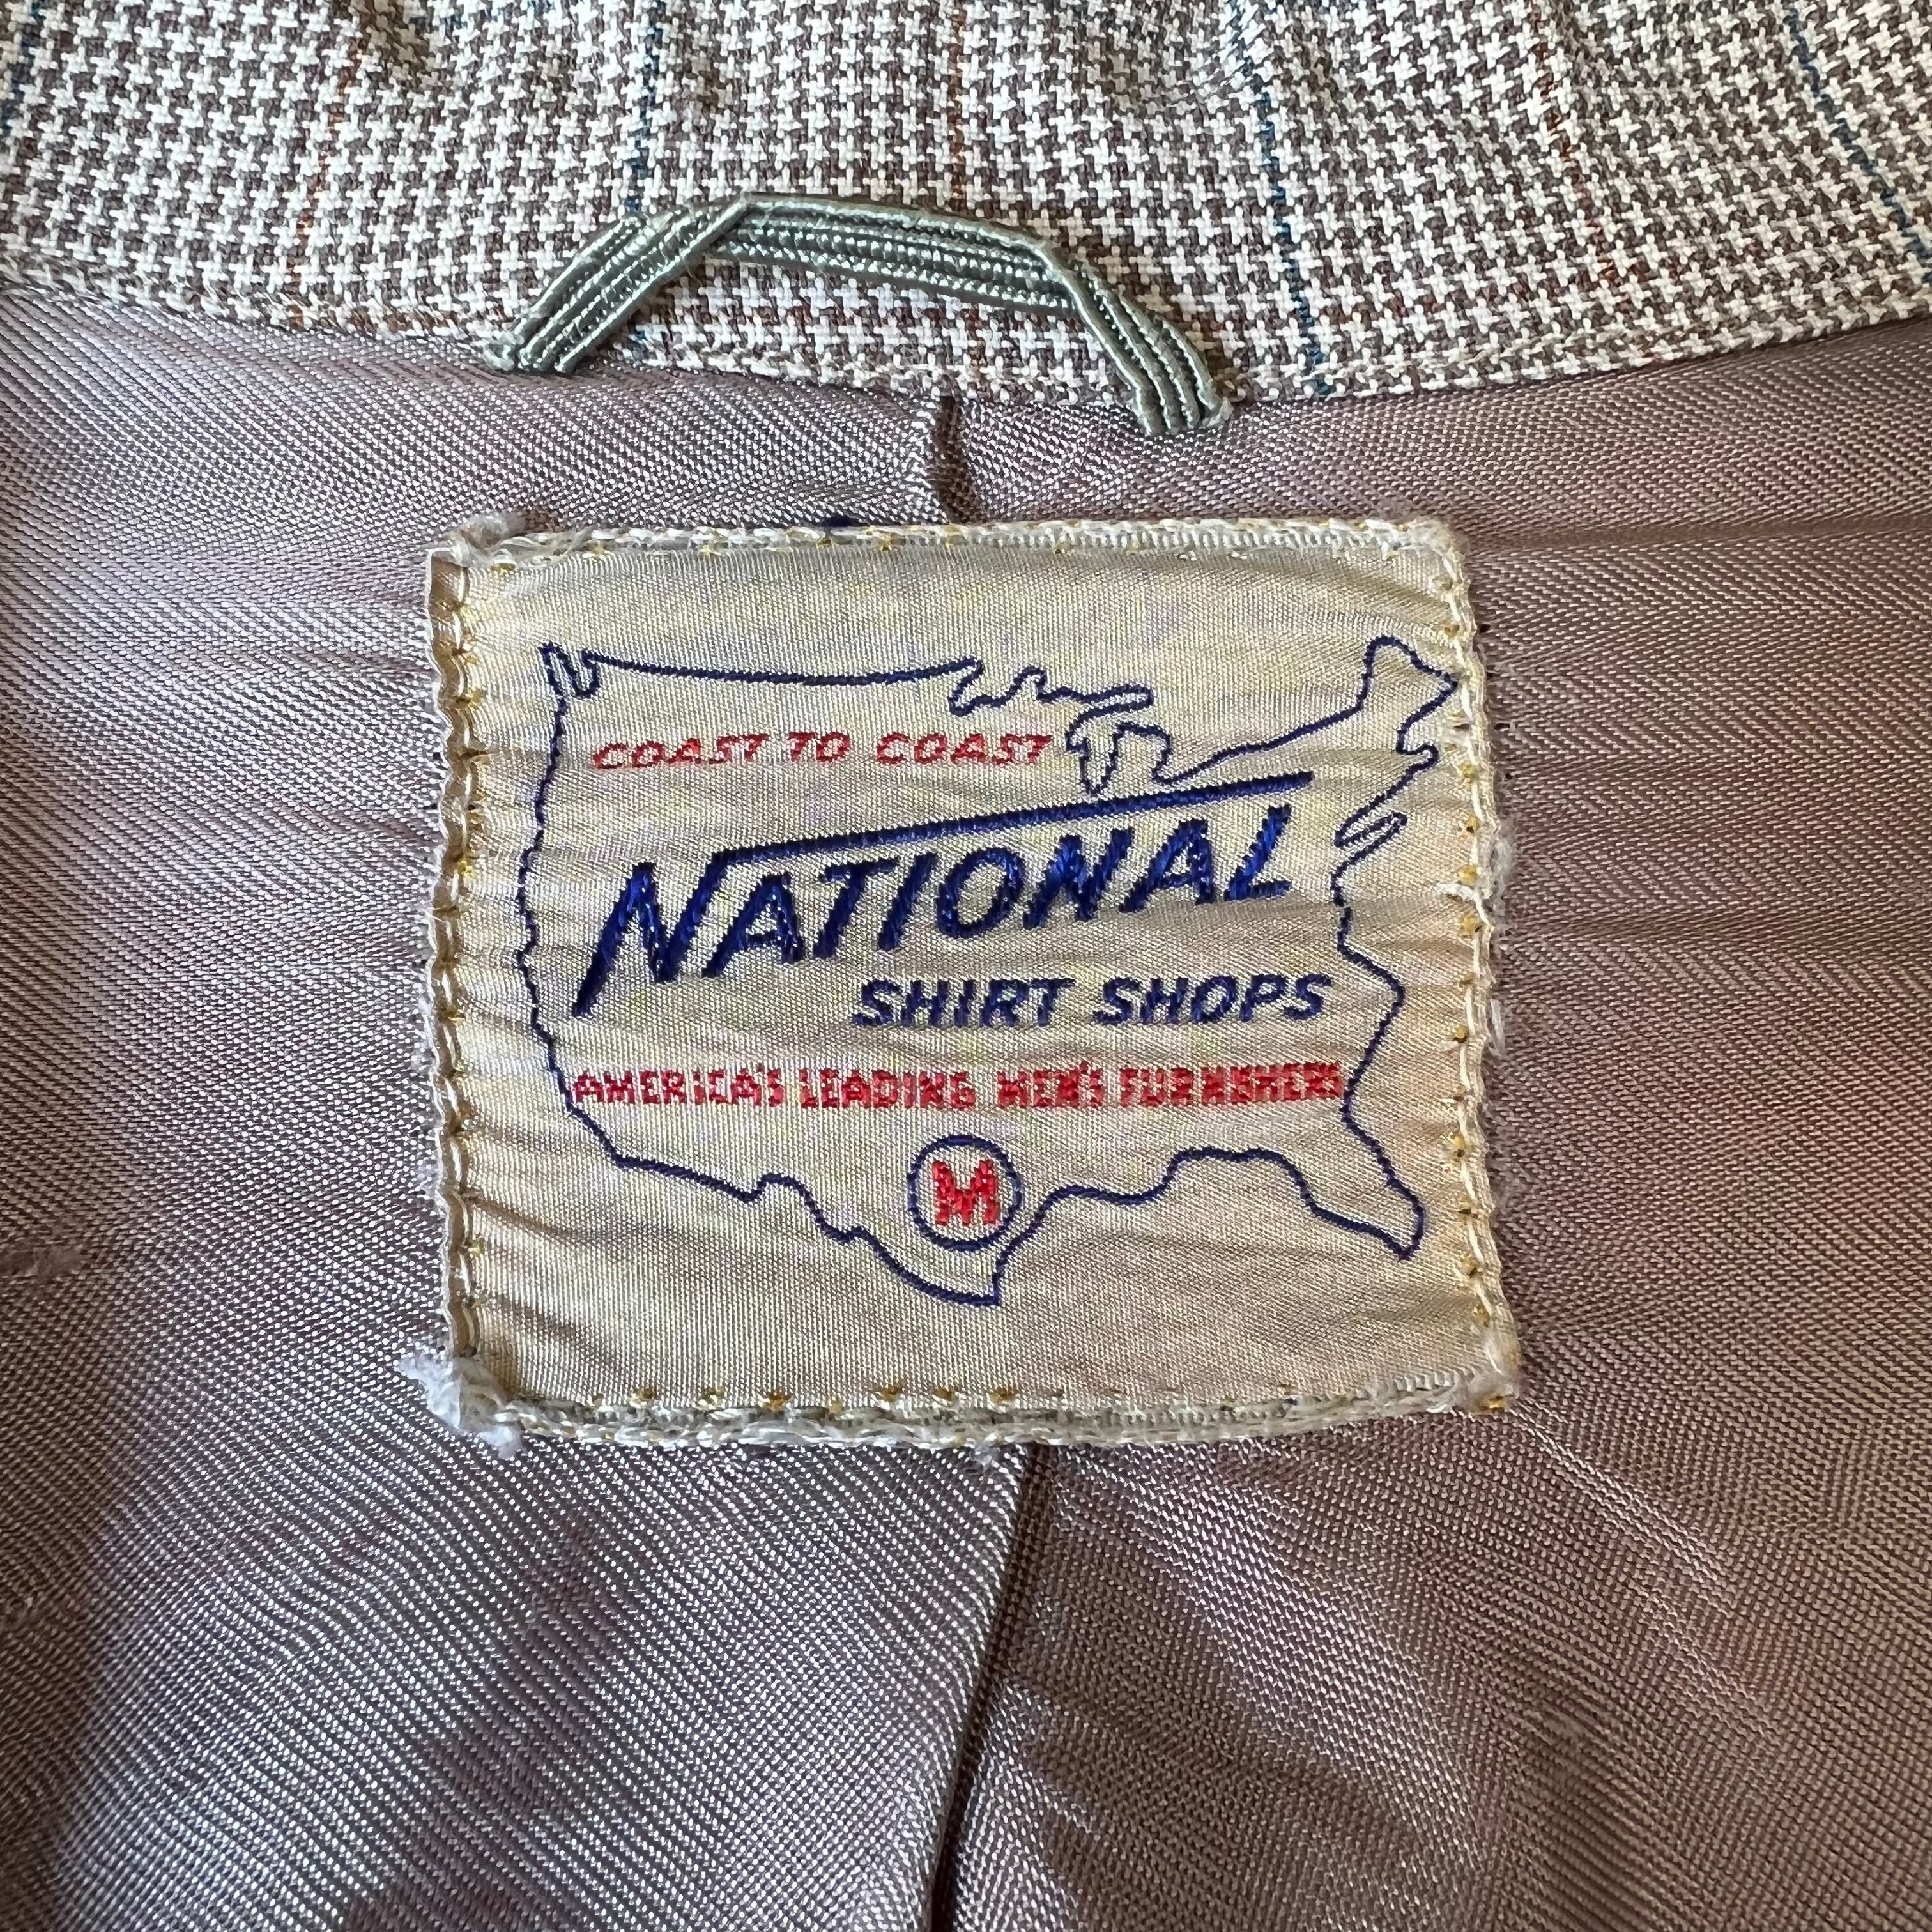 COAST TO COAST
NATIONAL
SHIRT SHOPS
AMERICA'S LEADING MEN'S FURNISHERS
M